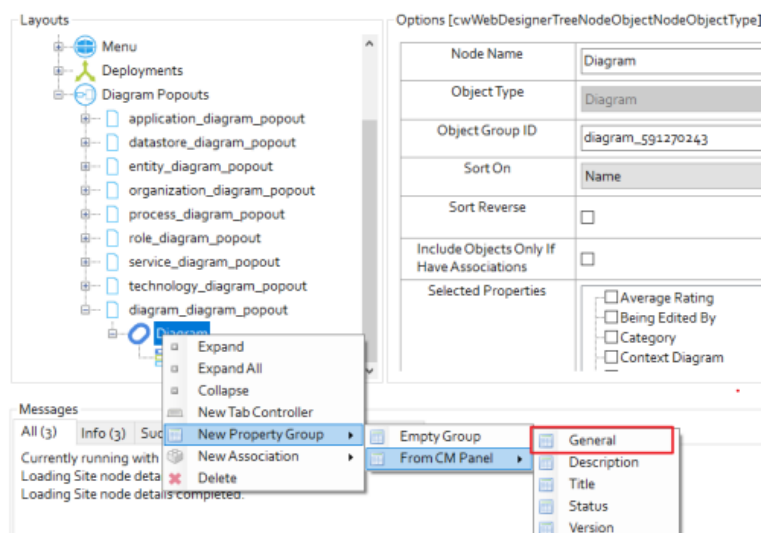 Layouts
Menu
Deployments
Diagram Popouts
application_diagram_popout
datastore_diagram_popout
entity_diagram_popout
organization_diagram_popout
process_diagram_popout
role_diagram_popout
service_diagram_popout
technology_diagram_popout
diagram_diagram_popout
Diagram
Expand
Expand All
Collapse
New Tab Controller
New Property Group
New Association
Delete
Empty Group
From CM Panel
General
Description
Title
Status
Version
Options [cwWebDesignerTreeNodeObjectNodeObjectType]
Node Name
Diagram
Object Type
Diagram
Object Group ID
diagram_591270243
Sort On
Name
Sort Reverse
Include Objects Only If
Have Associations
Selected Properties
Average Rating
Being Edited By
Category
Context Diagram
Messages
All (3)
Info (3)
Currently running with
Loading Site node
Loading Site node details completed.